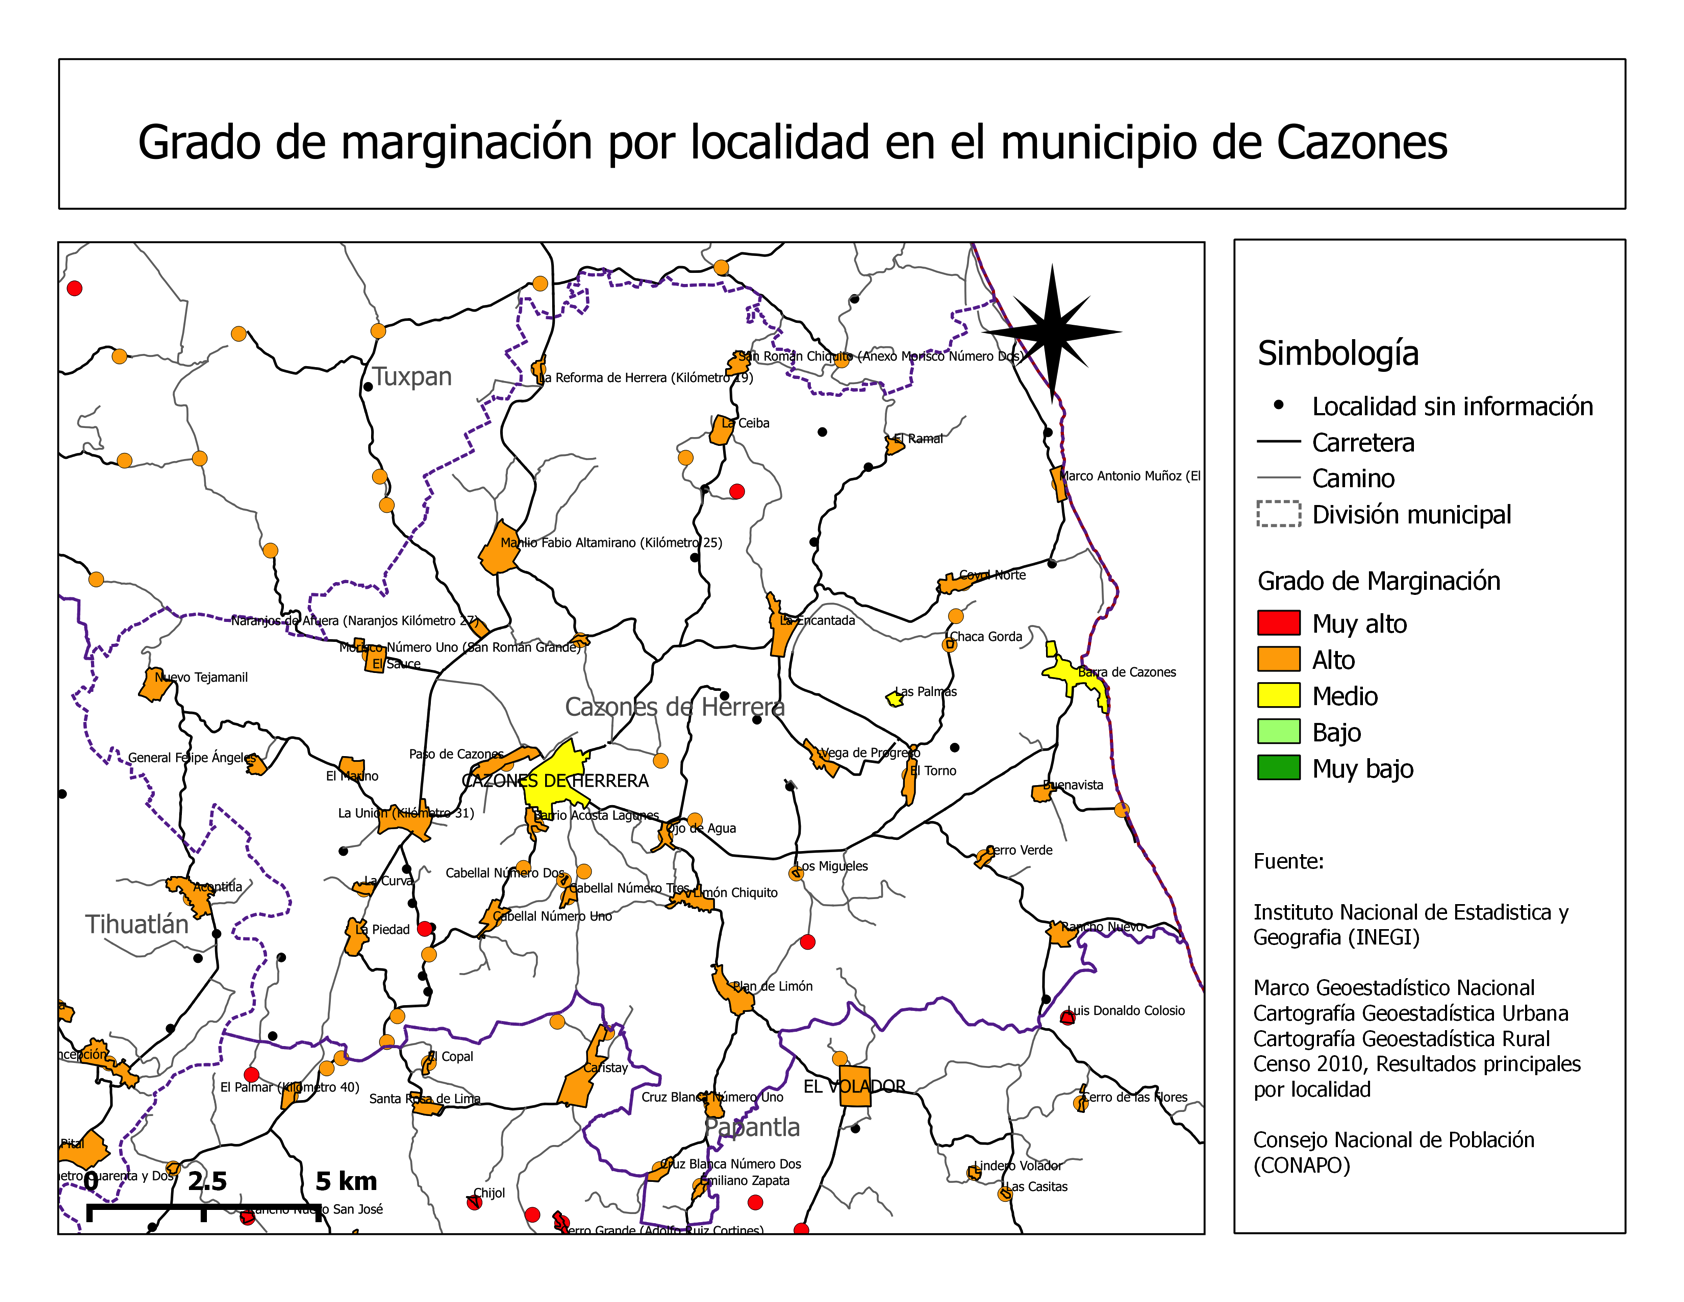 Grado de marginación por localidad en el municipio de Cazones
Tuxpan
San Román Chiquito (Anexo Morisco Número Dos)
La Reforma de Herrera (Kilómetro 19)
La Ceiba
El Ramal
Marco Antonio Muñoz (El
Manlio Fabio Altamirano (Kilómetro 25)
Coyol Norte
Naranjos de Afuera (Naranjos Kilómetro 27)
La Encantada
Chaca Gorda
Morisco Número Uno (San Román Grande)
El Sauce
Nuevo Tejamanil
Barra de Cazones
Las Palmas
Cazones de Herrera
General Felipe Ángeles
Paso de Cazones
Vega de Progreso
El Marino
CAZONES DE HERRERA
El Torno
Buenavista
La Unión (Kilómetro 31)
Barrio Acosta Lagunes
Ojo de Agua
Cerro Verde
Los Migueles
Cabellal Número Dos
La Curva
Acontitla
Cabellal Número Tres
Limón Chiquito
Cabellal Número Uno
Tihuatlán
La Piedad
Rancho Nuevo
Plan de Limón
Luis Donaldo Colosio
ncepción
El Copal
Caristay
El Palmar (Kilómetro 40)
EL VOLADOR
Santa Rosa de Lima
Cruz Blanca Número Uno
Cerro de las Flores
Papantla
Pital
Cruz Blanca Número Dos
Lindero Volador
metro Cuarenta y Dos
Emiliano Zapata
Las Casitas
0 2.5 5 km
Chijol
Rancho Nuevo San José
Cerro Grande (Adolfo Ruiz Cortines)
Simbología
Localidad sin información
Carretera
Camino
División municipal
Grado de Marginación
Muy alto
Alto
Medio
Bajo
Muy bajo
Fuente:
Instituto Nacional de Estadistica y
Geografia (INEGI)
Marco Geoestadístico Nacional
Cartografía Geoestadística Urbana
Cartografía Geoestadística Rural
Censo 2010, Resultados principales
por localidad
Consejo Nacional de Población
(CONAPO)